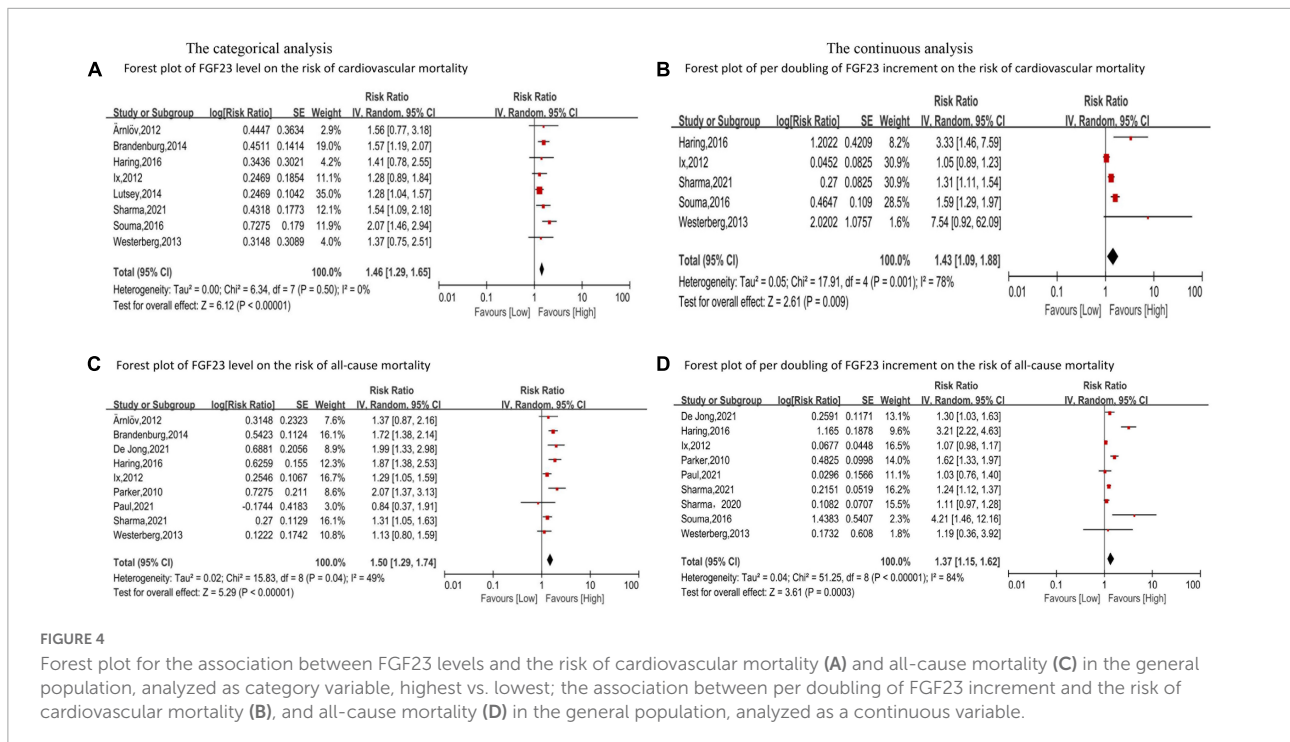 The categorical analysis
A Forest plot of FGF23 level on the risk of cardiovascular mortality
Risk Ratio Risk Ratio
Study or Subgroup log[Risk Ratio] SE Weight IV. Random. 95% CI IV. Random. 95% CI
Ärnlöv,2012 0.4447 0.3634 2.9% 1.56 [0.77, 3.18]
Brandenburg,2014 0.4511 0.1414 19.0% 1.57 [1.19, 2.07]
Haring,2016 0.3436 0.3021 4.2% 1.41 [0.78, 2.55]
Ix,2012 0.2469 0.1854 11.1% 1.28 [0.89, 1.84]
Lutsey,2014 0.2469 0.1042 35.0% 1.28 [1.04, 1.57]
Sharma,2021 0.4318 0.1773 12.1% 1.54 [1.09, 2.18]
Souma,2016 0.7275 0.179 11.9% 2.07 [1.46, 2.94]
Westerberg,2013 0.3148 0.3089 4.0% 1.37 [0.75, 2.51]
Total (95% CI) 100.0% 1.46 [1.29, 1.65]
Heterogeneity: Tau² = 0.00; Chi² = 6.34, df = 7 (P = 0.50); I² = 0%
Test for overall effect: Z = 6.12 (P < 0.00001)
0.01 0.1 1 10 100
Favours [Low] Favours [High]
The continuous analysis
B Forest plot of per doubling of FGF23 increment on the risk of cardiovascular mortality
Risk Ratio Risk Ratio
Study or Subgroup log[Risk Ratio] SE Weight IV. Random. 95% CI IV. Random. 95% CI
Haring,2016 1.2022 0.4209 8.2% 3.33 [1.46, 7.59]
Ix,2012 0.0452 0.0825 30.9% 1.05 [0.89, 1.23]
Sharma,2021 0.27 0.0825 30.9% 1.31 [1.11, 1.54]
Souma,2016 0.4647 0.109 28.5% 1.59 [1.29, 1.97]
Westerberg,2013 2.0202 1.0757 1.6% 7.54 [0.92, 62.09]
Total (95% CI) 100.0% 1.43 [1.09, 1.88]
Heterogeneity: Tau² = 0.05; Chi² = 17.91, df = 4 (P = 0.001); I² = 78%
Test for overall effect: Z = 2.61 (P = 0.009)
0.01 0.1 1 10 100
Favours [Low] Favours [High]
C Forest plot of FGF23 level on the risk of all-cause mortality
Risk Ratio Risk Ratio
Study or Subgroup log[Risk Ratio] SE Weight IV. Random. 95% CI IV. Random. 95% CI
Ärnlöv,2012 0.3148 0.2323 7.6% 1.37 [0.87, 2.16]
Brandenburg,2014 0.5423 0.1124 16.1% 1.72 [1.38, 2.14]
De Jong,2021 0.6881 0.2056 8.9% 1.99 [1.33, 2.98]
Haring,2016 0.6259 0.155 12.3% 1.87 [1.38, 2.53]
Ix,2012 0.2546 0.1067 16.7% 1.29 [1.05, 1.59]
Parker,2010 0.7275 0.211 8.6% 2.07 [1.37, 3.13]
Paul,2021 -0.1744 0.4183 3.0% 0.84 [0.37, 1.91]
Sharma,2021 0.27 0.1129 16.1% 1.31 [1.05, 1.63]
Westerberg,2013 0.1222 0.1742 10.8% 1.13 [0.80, 1.59]
Total (95% CI) 100.0% 1.50 [1.29, 1.74]
Heterogeneity: Tau² = 0.02; Chi² = 15.83, df = 8 (P = 0.04); I² = 49%
Test for overall effect: Z = 5.29 (P < 0.00001)
0.01 0.1 1 10 100
Favours [Low] Favours [High]
D Forest plot of per doubling of FGF23 increment on the risk of all-cause mortality
Risk Ratio Risk Ratio
Study or Subgroup log[Risk Ratio] SE Weight IV. Random. 95% CI IV. Random. 95% CI
De Jong,2021 0.2591 0.1171 13.1% 1.30 [1.03, 1.63]
Haring,2016 1.165 0.1878 9.6% 3.21 [2.22, 4.63]
Ix,2012 0.0677 0.0448 16.5% 1.07 [0.98, 1.17]
Parker,2010 0.4825 0.0998 14.0% 1.62 [1.33, 1.97]
Paul,2021 0.0296 0.1566 11.1% 1.03 [0.76, 1.40]
Sharma,2021 0.2151 0.0519 16.2% 1.24 [1.12, 1.37]
Sharma，2020 0.1082 0.0707 15.5% 1.11 [0.97, 1.28]
Souma,2016 1.4383 0.5407 2.3% 4.21 [1.46, 12.16]
Westerberg,2013 0.1732 0.608 1.8% 1.19 [0.36, 3.92]
Total (95% CI) 100.0% 1.37 [1.15, 1.62]
Heterogeneity: Tau² = 0.04; Chi² = 51.25, df = 8 (P < 0.00001); I² = 84%
Test for overall effect: Z = 3.61 (P = 0.0003)
0.01 0.1 1 10 100
Favours [Low] Favours [High]
FIGURE 4
Forest plot for the association between FGF23 levels and the risk of cardiovascular mortality (A) and all-cause mortality (C) in the general
population, analyzed as category variable, highest vs. lowest; the association between per doubling of FGF23 increment and the risk of
cardiovascular mortality (B), and all-cause mortality (D) in the general population, analyzed as a continuous variable.